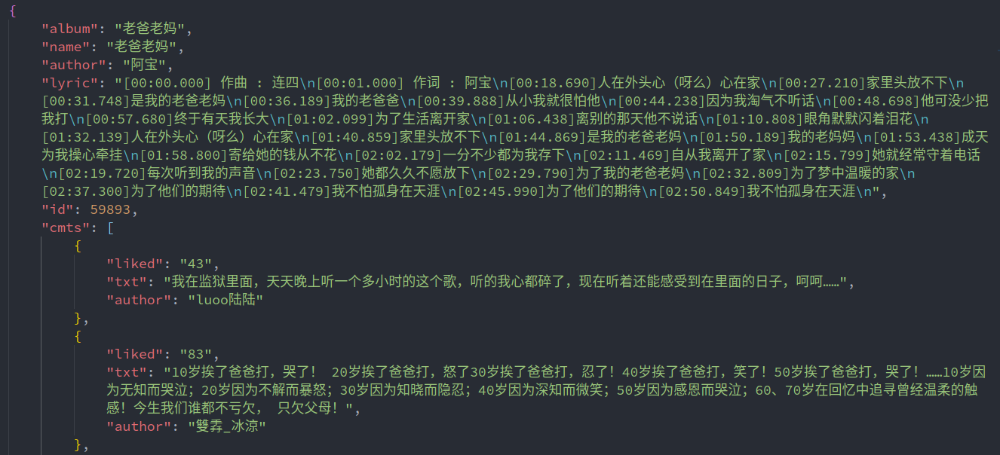 {
"album": "老爸老妈",
"name": "老爸老妈",
"author": "阿宝",
"lyric": "[00:00.000] 作曲 : 连四\n[00:01.000] 作词 : 阿宝\n[00:18.690]人在外头心（呀么）心在家\n[00:27.210]家里头放不下\n
[00:31.748]是我的老爸老妈\n[00:36.189]我的老爸爸\n[00:39.888]从小我就很怕他\n[00:44.238]因为我淘气不听话\n[00:48.698]他可没少把
我打\n[00:57.680]终于有天我长大\n[01:02.099]为了生活离开家\n[01:06.438]离别的那天他不说话\n[01:10.808]眼角默默闪着泪花\n
[01:32.139]人在外头心（呀么）心在家\n[01:40.859]家里头放不下\n[01:44.869]是我的老爸老妈\n[01:50.189]我的老妈妈\n[01:53.438]成天
为我操心牵挂\n[01:58.800]寄给她的钱从不花\n[02:02.179]一分不少都为我存下\n[02:11.469]自从我离开了家\n[02:15.799]她就经常守着电话
\n[02:19.720]每次听到我的声音\n[02:23.750]她都久久不愿放下\n[02:29.790]为了我的老爸老妈\n[02:32.809]为了梦中温暖的家\n
[02:37.300]为了他们的期待\n[02:41.479]我不怕孤身在天涯\n[02:45.990]为了他们的期待\n[02:50.849]我不怕孤身在天涯\n",
"id": 59893,
"cmts": [
{
"liked": "43",
"txt": "我在监狱里面，天天晚上听一个多小时的这个歌，听的我心都碎了，现在听着还能感受到在里面的日子，呵呵……",
"author": "luoo陆陆"
},
{
"liked": "83",
"txt": "10岁挨了爸爸打，哭了！ 20岁挨了爸爸打，怒了30岁挨了爸爸打，忍了！40岁挨了爸爸打，笑了！50岁挨了爸爸打，哭了！……10岁因
为无知而哭泣；20岁因为不解而暴怒；30岁因为知晓而隐忍；40岁因为深知而微笑；50岁因为感恩而哭泣；60、70岁在回忆中追寻曾经温柔的触
感！今生我们谁都不亏欠， 只欠父母！",
"author": "雙掱_冰涼"
},